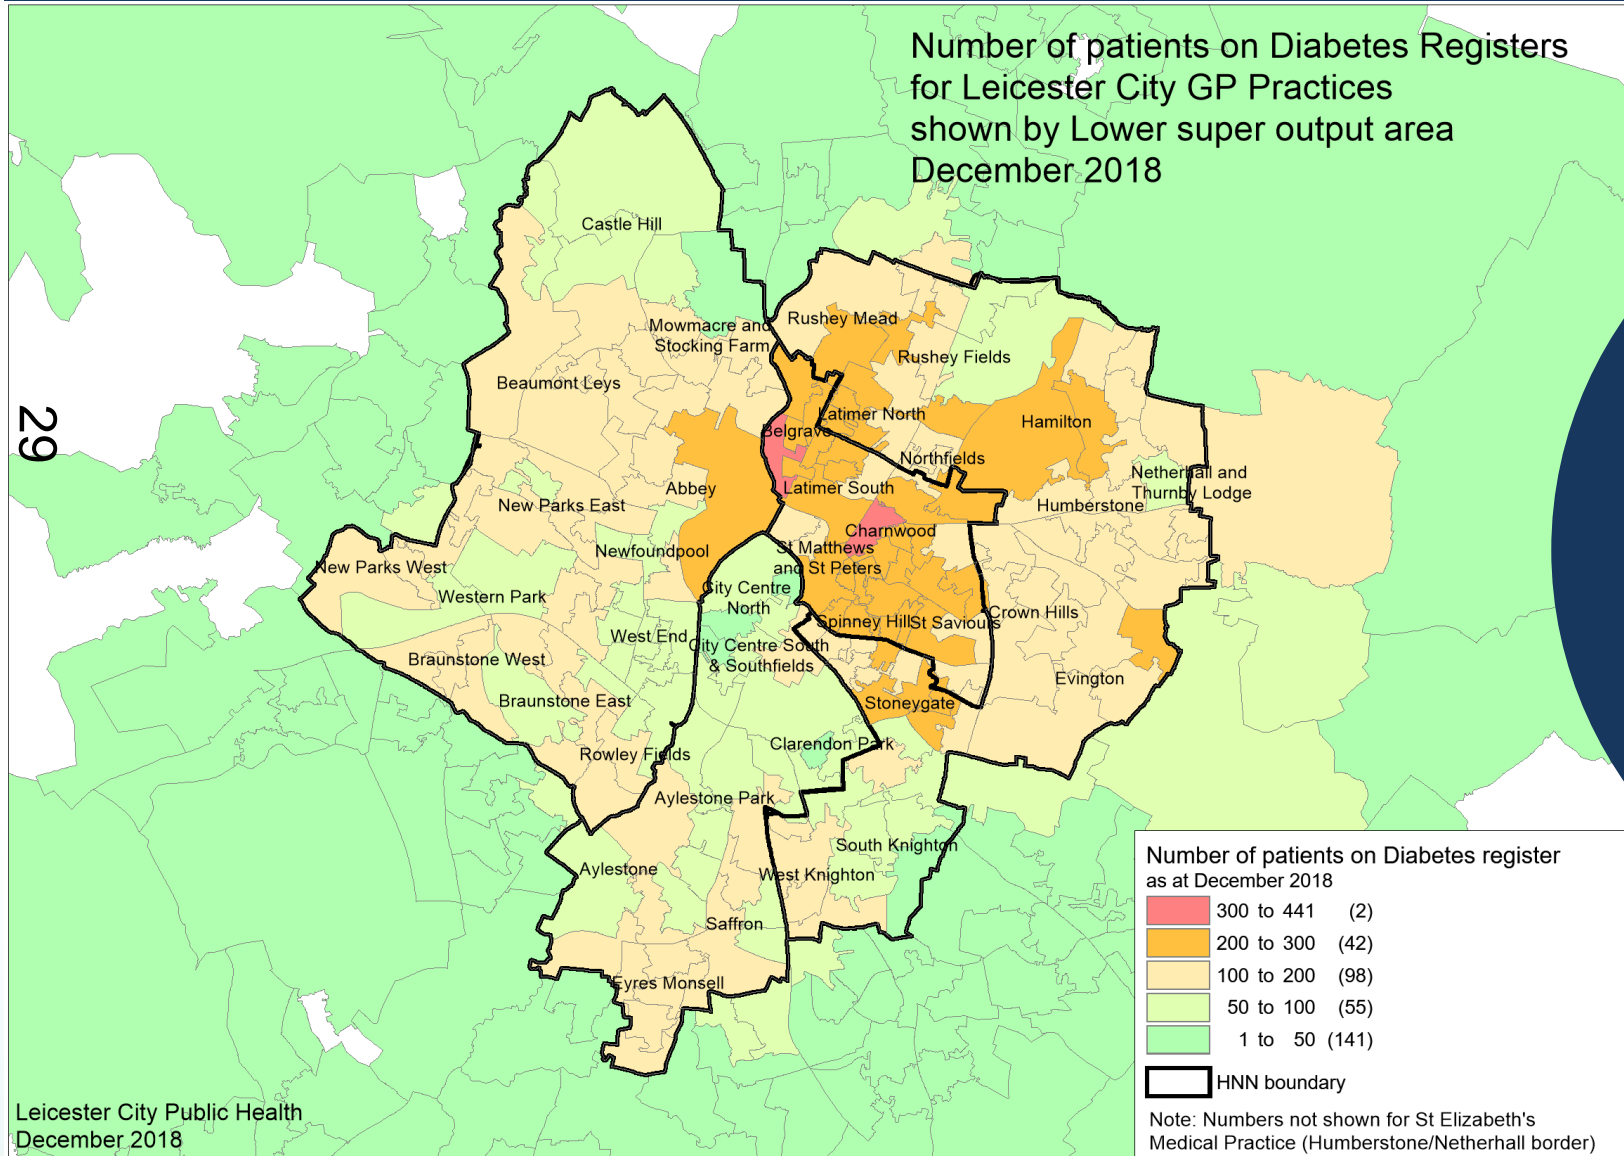 Number of patients on Diabetes Registers
for Leicester City GP Practices
shown by Lower super output area
December 2018
Castle Hill
Mowmacre and
Stocking Farm
Rushey Mead
Rushey Fields
Beaumont Leys
Latimer North
Belgrave
Hamilton
29
Northfields
Abbey
Latimer South
Netherhall and
Thurnby Lodge
New Parks East
Humberstone
Charnwood
Newfoundpool
St Matthews
and St Peters
New Parks West
Western Park
City Centre
North
Crown Hills
Spinney Hill
St Saviours
West End
City Centre South
& Southfields
Braunstone West
Evington
Braunstone East
Stoneygate
Clarendon Park
Rowley Fields
Aylestone Park
South Knighton
Aylestone
West Knighton
Saffron
Eyres Monsell
Number of patients on Diabetes register
as at December 2018
300 to 441 (2)
200 to 300 (42)
100 to 200 (98)
50 to 100 (55)
1 to 50 (141)
HNN boundary
Note: Numbers not shown for St Elizabeth's
Medical Practice (Humberstone/Netherhall border)
Leicester City Public Health
December 2018